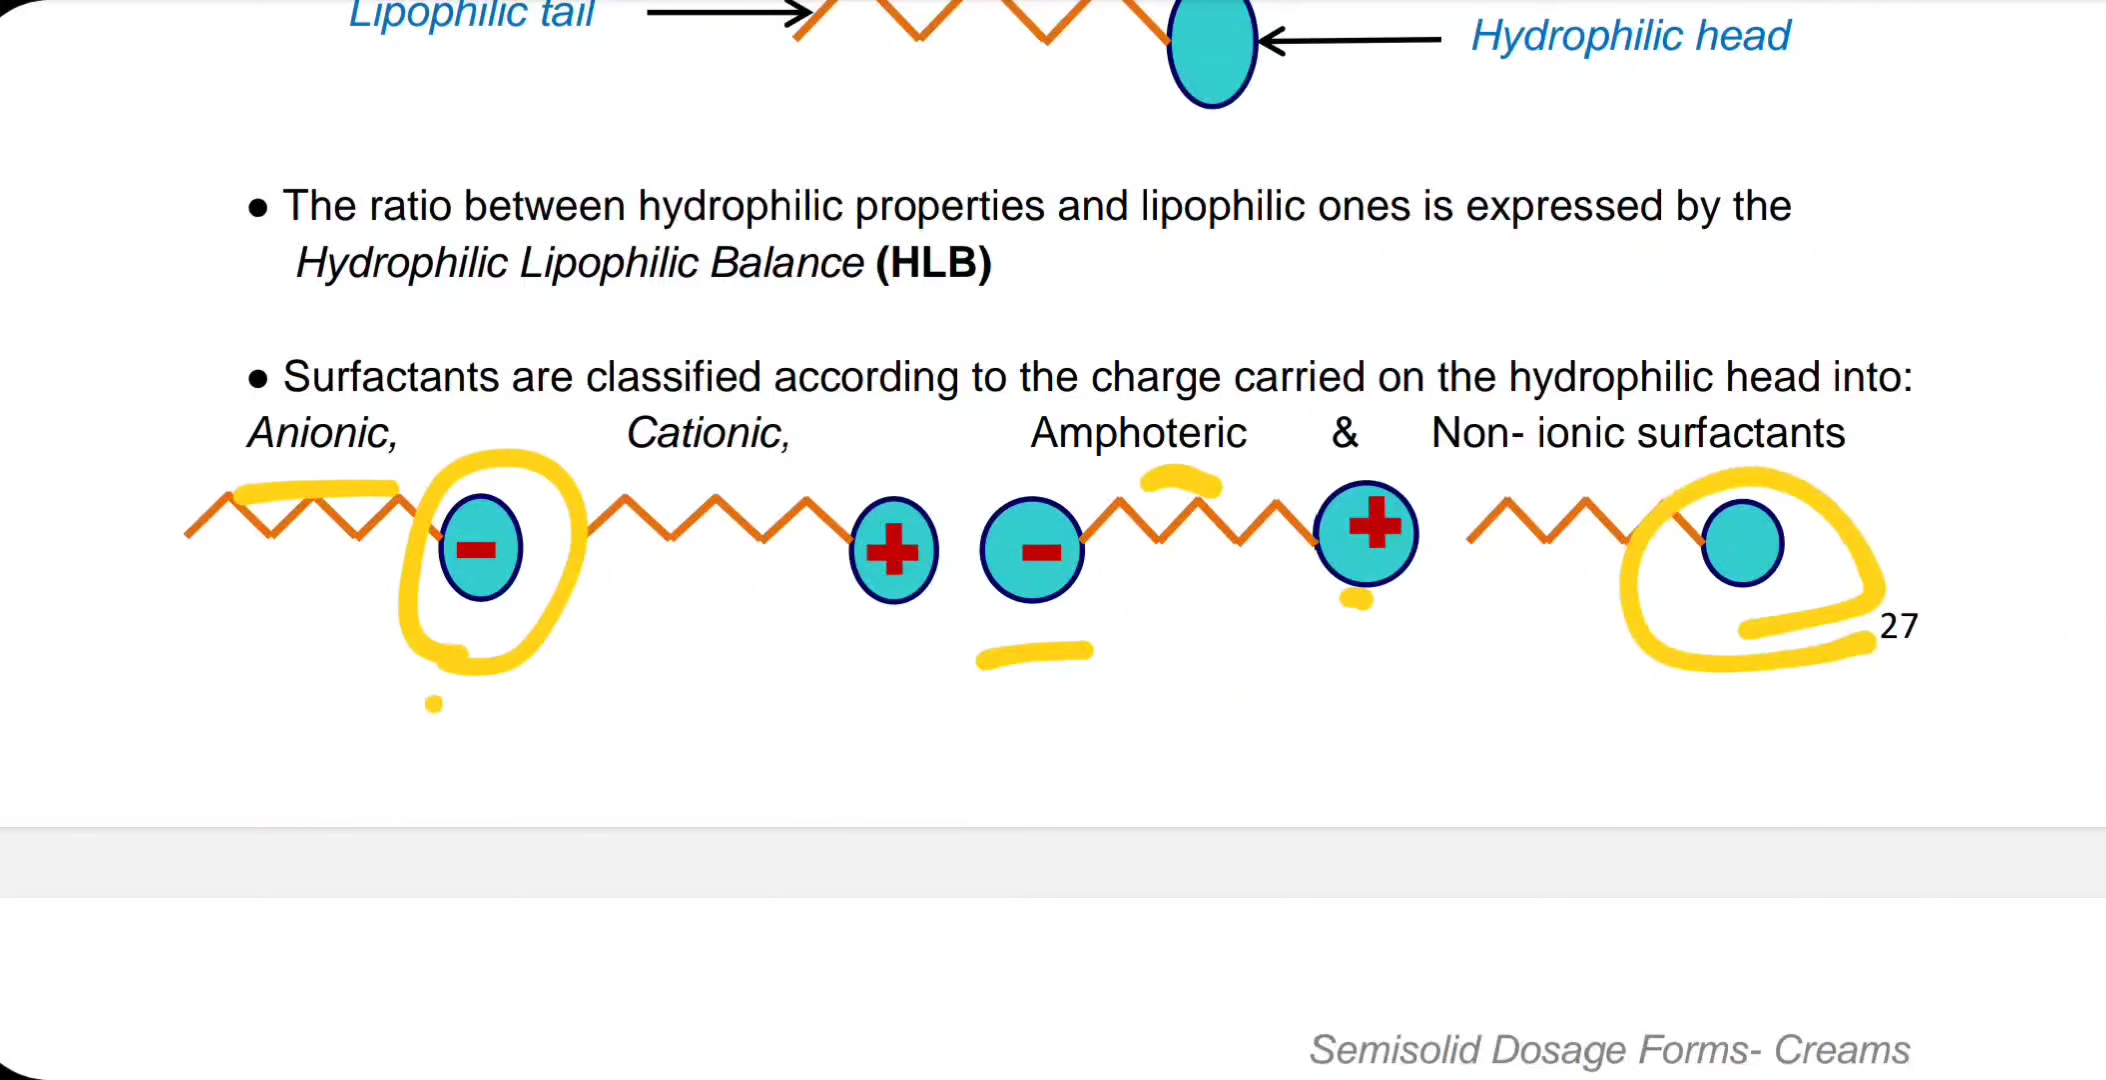 Lipophilic tail
Hydrophilic head
● The ratio between hydrophilic properties and lipophilic ones is expressed by the
Hydrophilic Lipophilic Balance (HLB)
● Surfactants are classified according to the charge carried on the hydrophilic head into:
Anionic, Cationic, Amphoteric & Non- ionic surfactants
27
Semisolid Dosage Forms- Creams